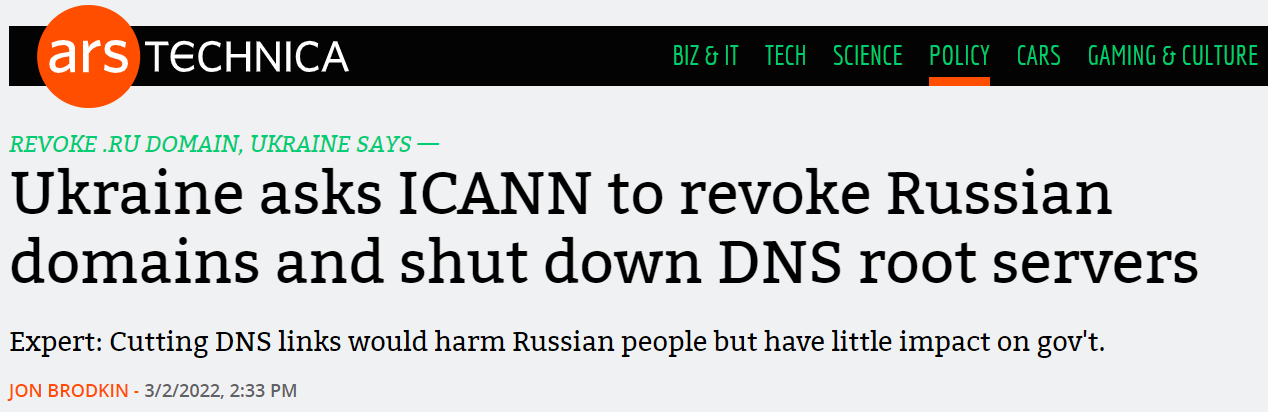 ars TECHNICA
BIZ & IT TECH SCIENCE POLICY CARS GAMING & CULTURE
REVOKE .RU DOMAIN, UKRAINE SAYS —
Ukraine asks ICANN to revoke Russian
domains and shut down DNS root servers
Expert: Cutting DNS links would harm Russian people but have little impact on gov't.
JON BRODKIN - 3/2/2022, 2:33 PM